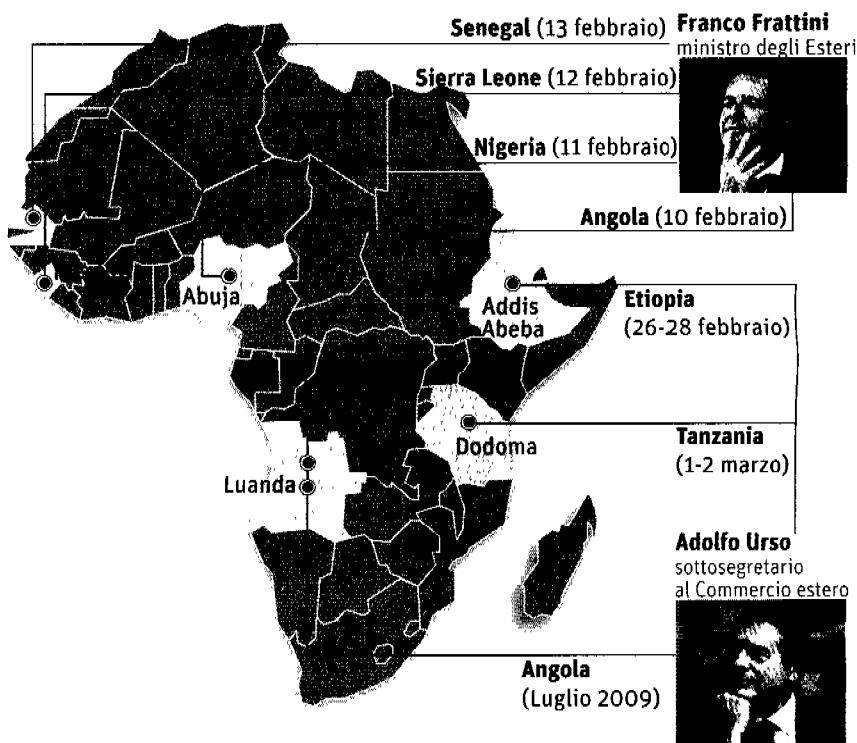 Senegal (13 febbraio)
Franco Frattini
ministro degli Esteri
Sierra Leone (12 febbraio)
Nigeria (11 febbraio)
Angola (10 febbraio)
Abuja
Addis
Abeba
Etiopia
(26-28 febbraio)
Dodoma
Tanzania
(1-2 marzo)
Luanda
Adolfo Urso
sottosegretario
al Commercio estero
Angola
(Luglio 2009)